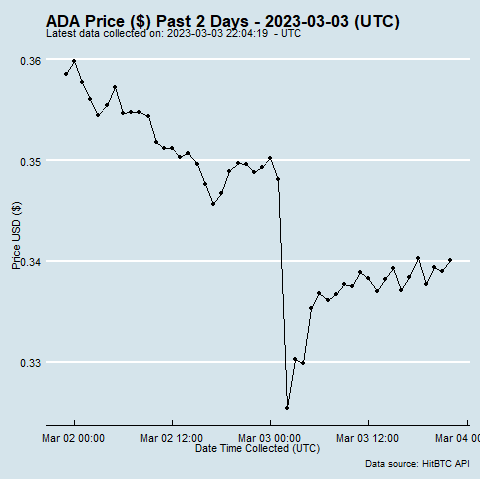 ADA Price ($) Past 2 Days - 2023-03-03 (UTC)
Latest data collected on: 2023-03-03 22:04:19  - UTC
0.36
0.35
0.34
0.33
Price USD ($)
Mar 02 00:00
Mar 02 12:00
Mar 03 00:00
Mar 03 12:00
Mar 04 00
Date Time Collected (UTC)
Data source: HitBTC API